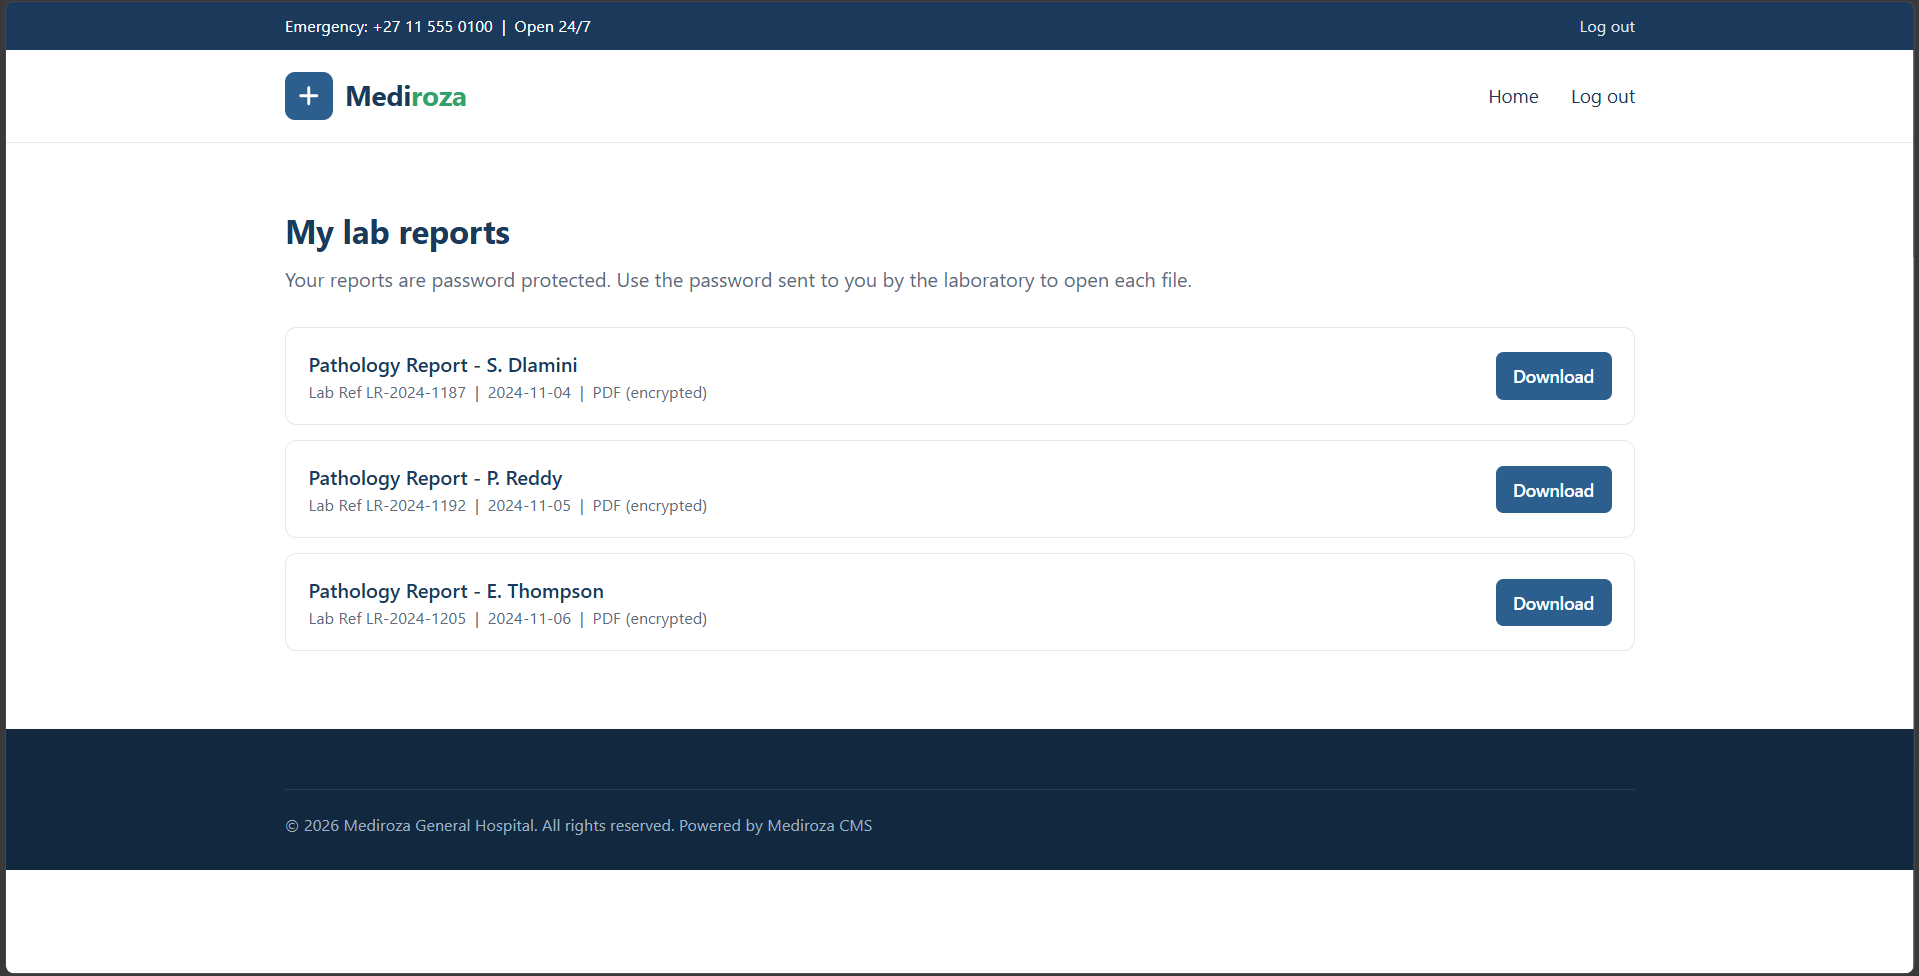 Emergency: +27 11 555 0100 | Open 24/7 Log out
Mediroza Home Log out
My lab reports
Your reports are password protected. Use the password sent to you by the laboratory to open each file.
Pathology Report - S. Dlamini
Lab Ref LR-2024-1187 | 2024-11-04 | PDF (encrypted)
Download
Pathology Report - P. Reddy
Lab Ref LR-2024-1192 | 2024-11-05 | PDF (encrypted)
Download
Pathology Report - E. Thompson
Lab Ref LR-2024-1205 | 2024-11-06 | PDF (encrypted)
Download
© 2026 Mediroza General Hospital. All rights reserved. Powered by Mediroza CMS